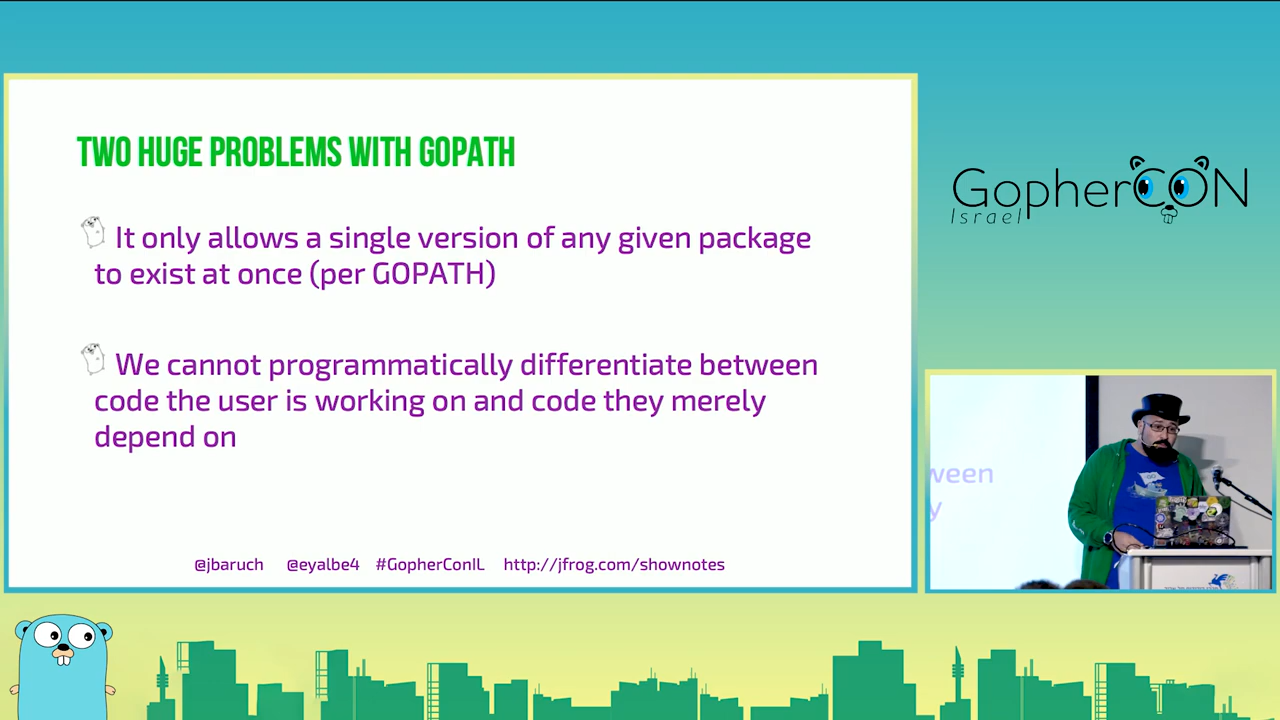 TWO HUGE PROBLEMS WITH GOPATH
It only allows a single version of any given package
to exist at once (per GOPATH)
We cannot programmatically differentiate between
code the user is working on and code they merely
depend on
@jbaruch @eyalbe4 #GopherConIL http://jfrog.com/shownotes
GopherCON
Israel
ween
y